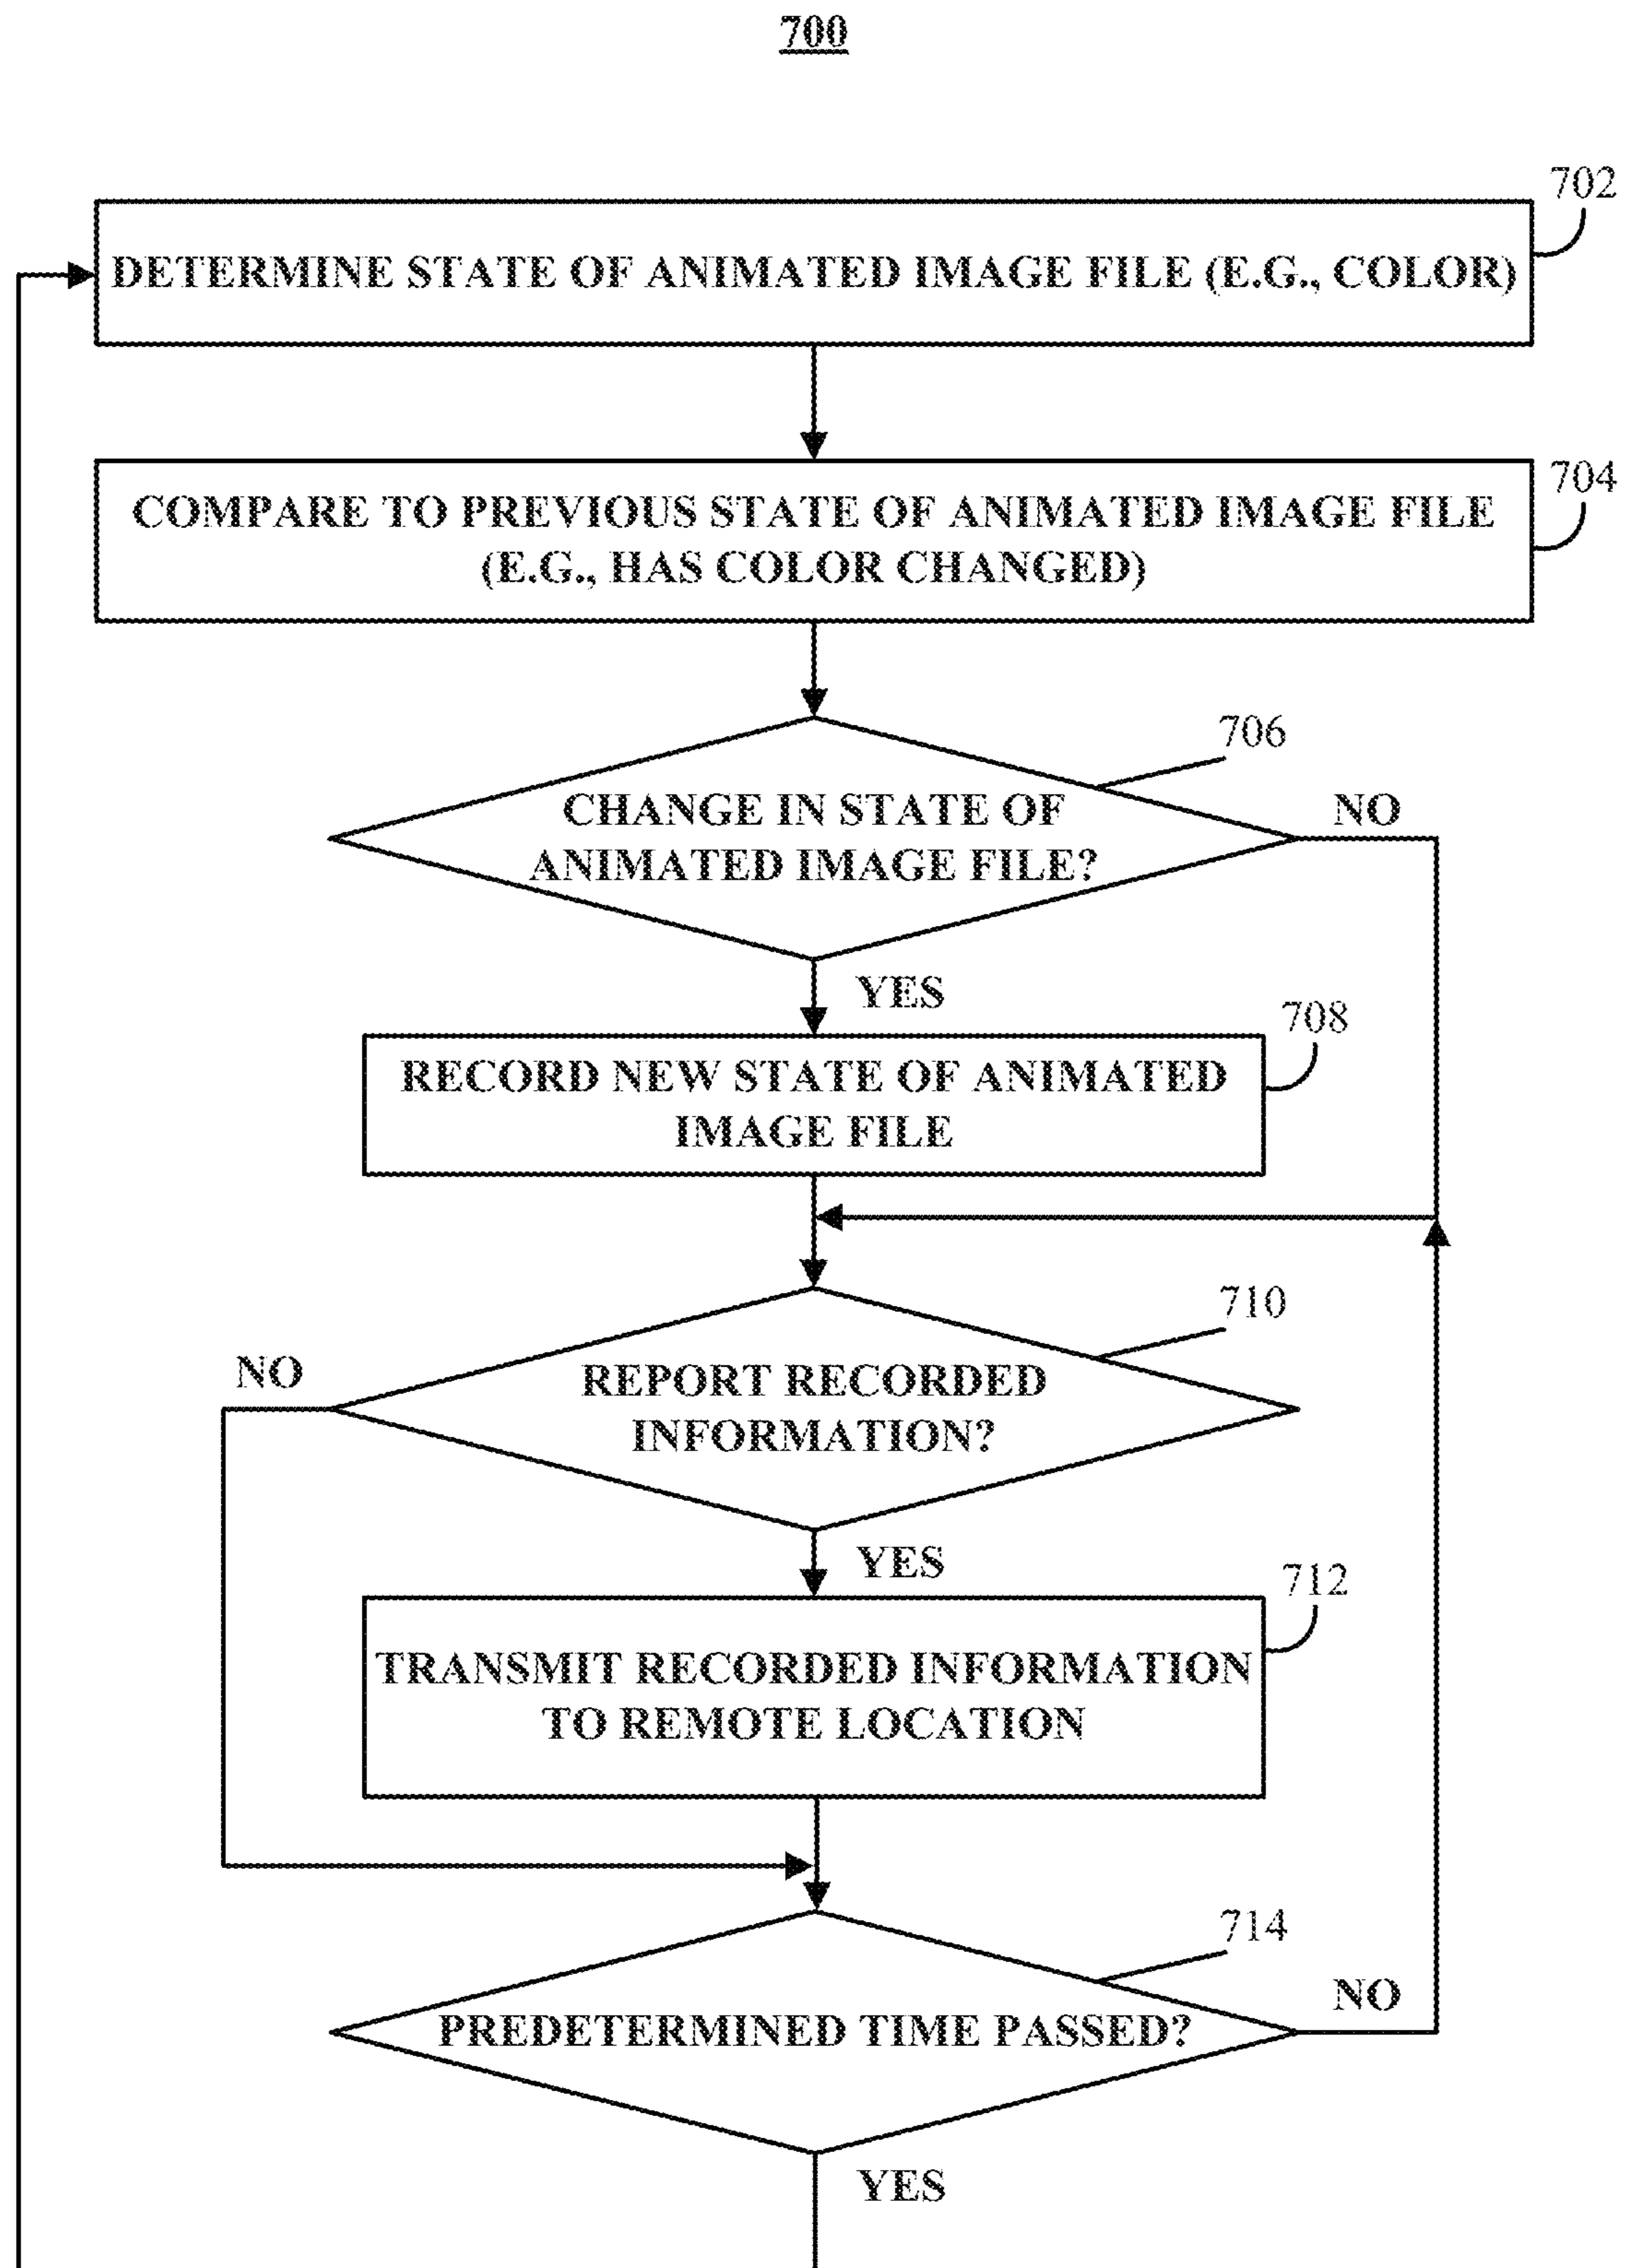 700
702
DETERMINE STATE OF ANIMATED IMAGE FILE (E.G., COLOR)
704
COMPARE TO PREVIOUS STATE OF ANIMATED IMAGE FILE
(E.G., HAS COLOR CHANGED)
706
CHANGE IN STATE OF
ANIMATED IMAGE FILE?
NO
YES
708
RECORD NEW STATE OF ANIMATED
IMAGE FILE
710
NO
REPORT RECORDED
INFORMATION?
YES
712
TRANSMIT RECORDED INFORMATION
TO REMOTE LOCATION
714
NO
PREDETERMINED TIME PASSED?
YES